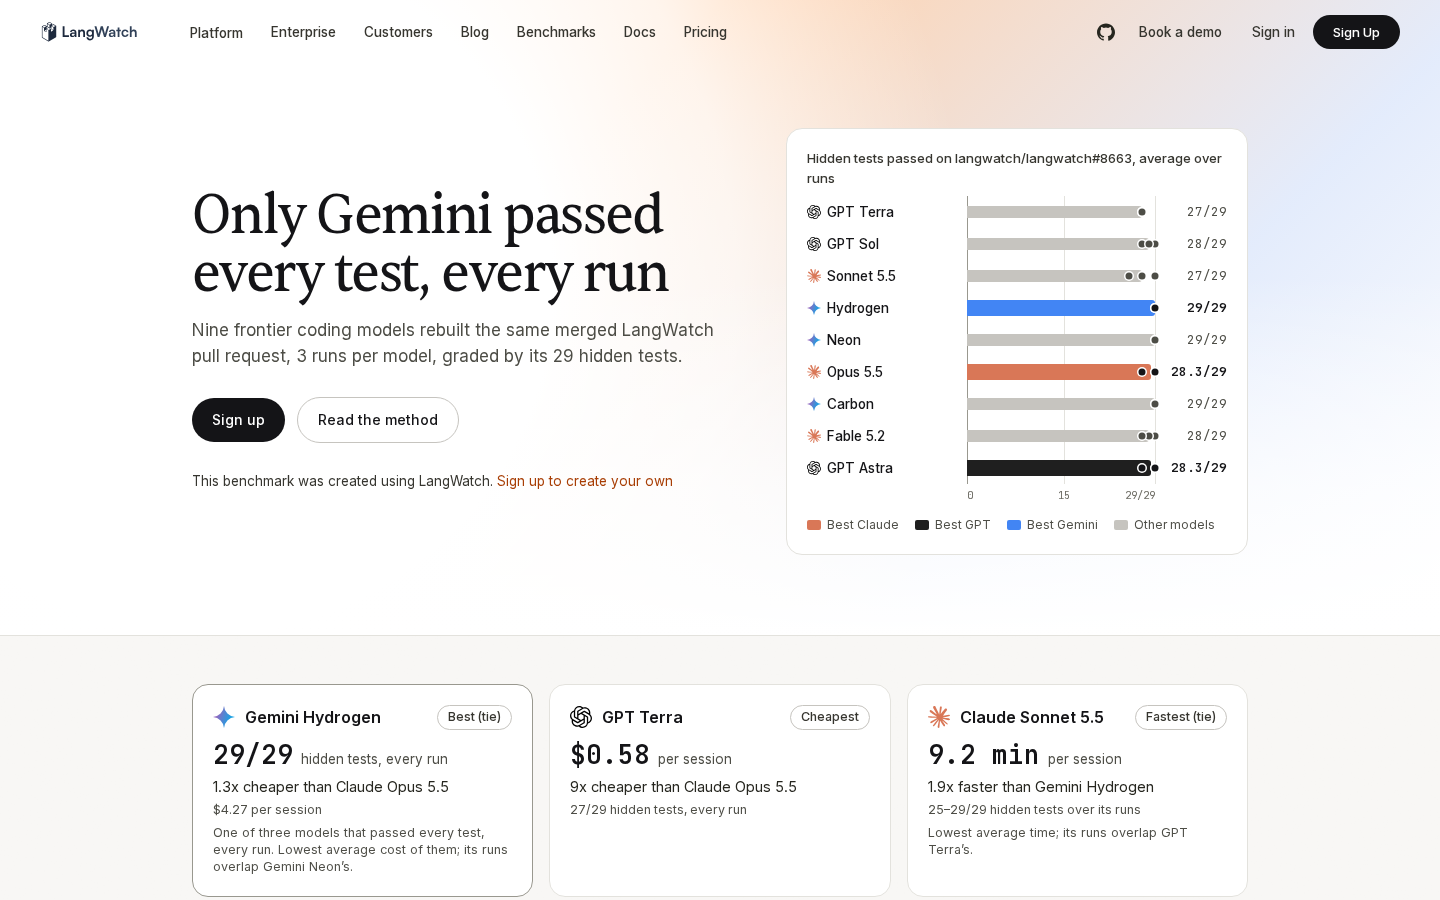 LangWatch
Platform
Enterprise
Customers
Blog
Benchmarks
Docs
Pricing
Book a demo
Sign in
Sign Up
Only Gemini passed
every test, every run
Nine frontier coding models rebuilt the same merged LangWatch
pull request, 3 runs per model, graded by its 29 hidden tests.
Sign up
Read the method
This benchmark was created using LangWatch. Sign up to create your own
Hidden tests passed on langwatch/langwatch#8663, average over
runs
GPT Terra 27/29
GPT Sol 28/29
Sonnet 5.5 27/29
Hydrogen 29/29
Neon 29/29
Opus 5.5 28.3/29
Carbon 29/29
Fable 5.2 28/29
GPT Astra 28.3/29
0 15 29/29
Best Claude Best GPT Best Gemini Other models
Gemini Hydrogen
Best (tie)
29/29 hidden tests, every run
1.3x cheaper than Claude Opus 5.5
$4.27 per session
One of three models that passed every test,
every run. Lowest average cost of them; its runs
overlap Gemini Neon’s.
GPT Terra
Cheapest
$0.58 per session
9x cheaper than Claude Opus 5.5
27/29 hidden tests, every run
Claude Sonnet 5.5
Fastest (tie)
9.2 min per session
1.9x faster than Gemini Hydrogen
25–29/29 hidden tests over its runs
Lowest average time; its runs overlap GPT
Terra’s.